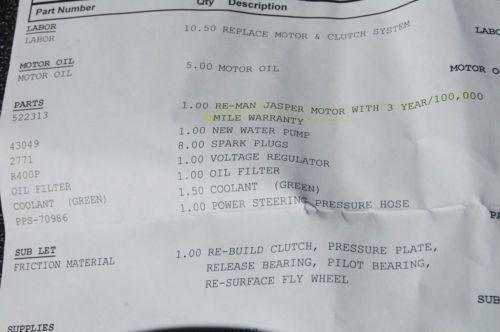 Part Number Qty Description
LABOR
LABOR 10.50 REPLACE MOTOR & CLUTCH SYSTEM LABO
MOTOR OIL
MOTOR OIL 5.00 MOTOR OIL MOTOR O
PARTS
522313 1.00 RE-MAN JASPER MOTOR WITH 3 YEAR/100,000
MILE WARRANTY
43049 1.00 NEW WATER PUMP
2771 8.00 SPARK PLUGS
R400P 1.00 VOLTAGE REGULATOR
OIL FILTER 1.00 OIL FILTER
COOLANT (GREEN) 1.50 COOLANT (GREEN)
PPS-70986 1.00 POWER STEERING PRESSURE HOSE
PA
SUB LET
FRICTION MATERIAL 1.00 RE-BUILD CLUTCH, PRESSURE PLATE,
RELEASE BEARING, PILOT BEARING,
RE-SURFACE FLY WHEEL
SUB
SUPPLIES